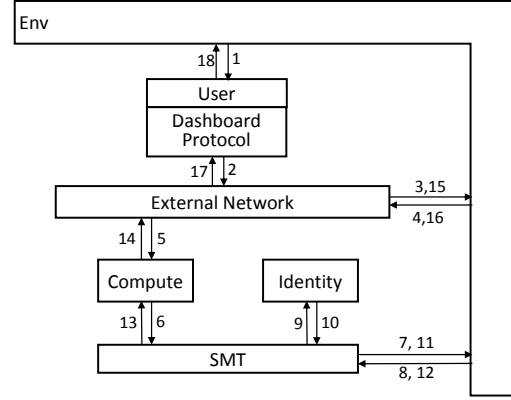 Env
18 1
User
Dashboard
Protocol
17 2
External Network
3,15
4,16
14 5
Compute
Identity
13 6
9 10
SMT
7, 11
8, 12